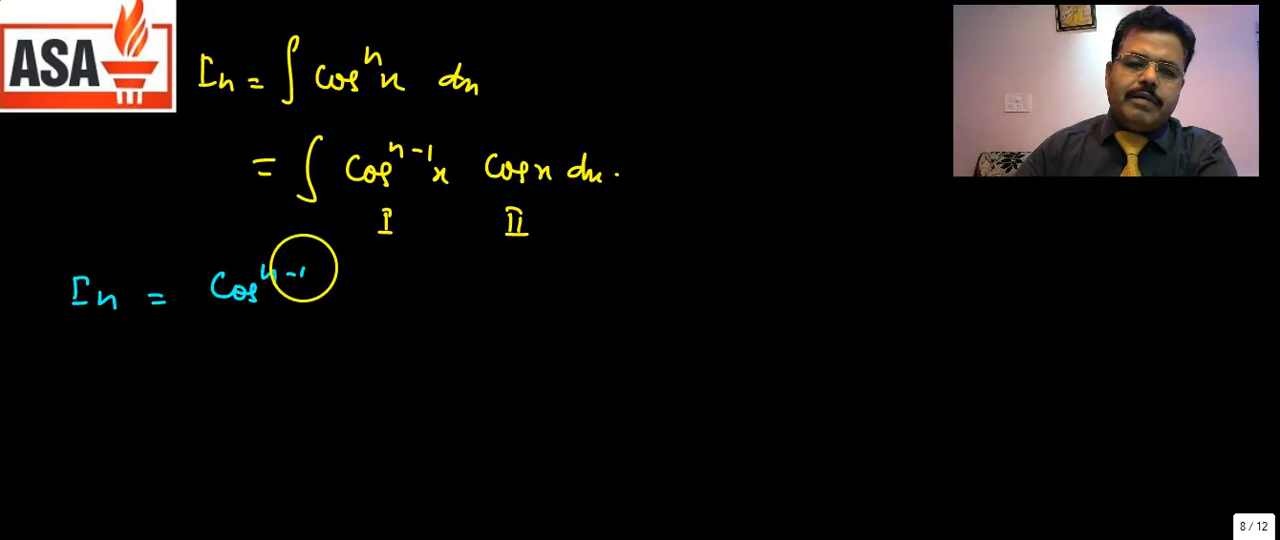 ASA
Iₙ = ∫ cosⁿx dx
= ∫ cosⁿ⁻¹x cosx dx.
I II
Iₙ = cosⁿ⁻¹
8 / 12